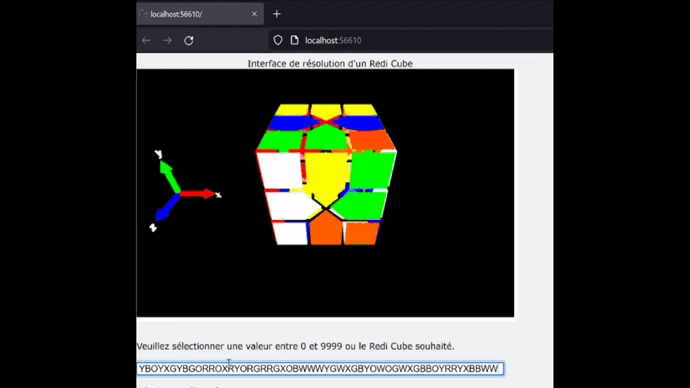 localhost:56610/
localhost:56610
Interface de résolution d'un Redi Cube
y
x
z
Veuillez sélectionner une valeur entre 0 et 9999 ou le Redi Cube souhaité.
YBOYXGYBGORROXRYORGRRGXOBWWWYGWXGBYOWOGWXGBBOYRRYXBBWW